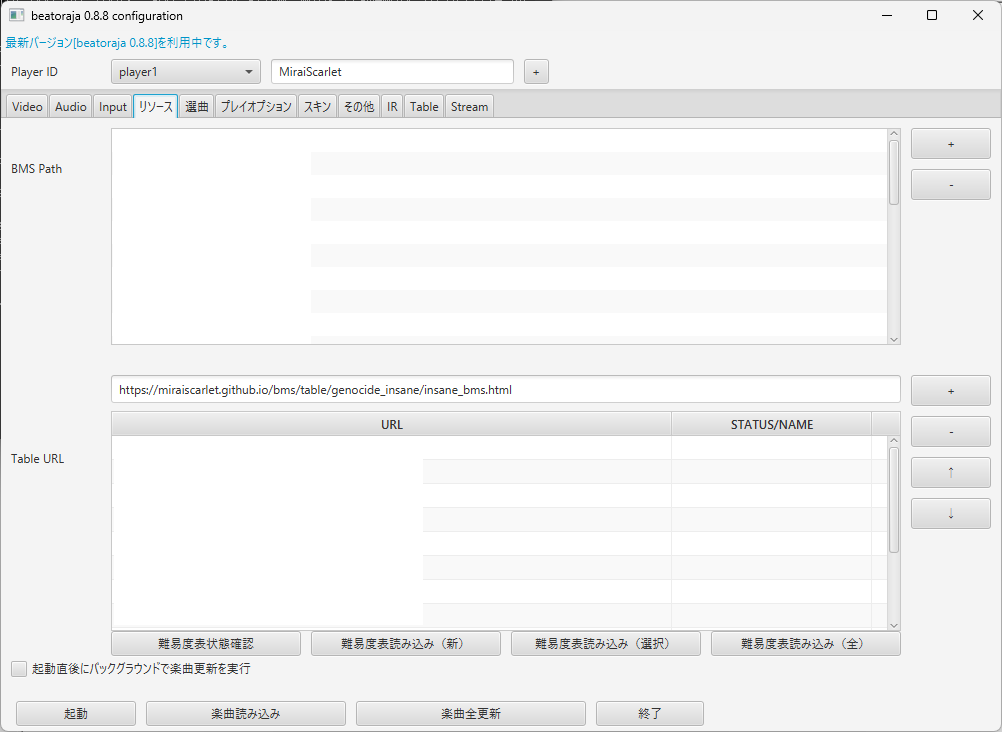 beatoraja 0.8.8 configuration
最新バージョン[beatoraja 0.8.8]を利用中です。
Player ID player1 MiraiScarlet +
Video Audio Input リソース 選曲 プレイオプション スキン その他 IR Table Stream
+
BMS Path
-
https://miraiscarlet.github.io/bms/table/genocide_insane/insane_bms.html +
URL STATUS/NAME
-
Table URL
↑
↓
難易度表状態確認 難易度表読み込み（新） 難易度表読み込み（選択） 難易度表読み込み（全）
起動直後にバックグラウンドで楽曲更新を実行
起動 楽曲読み込み 楽曲全更新 終了